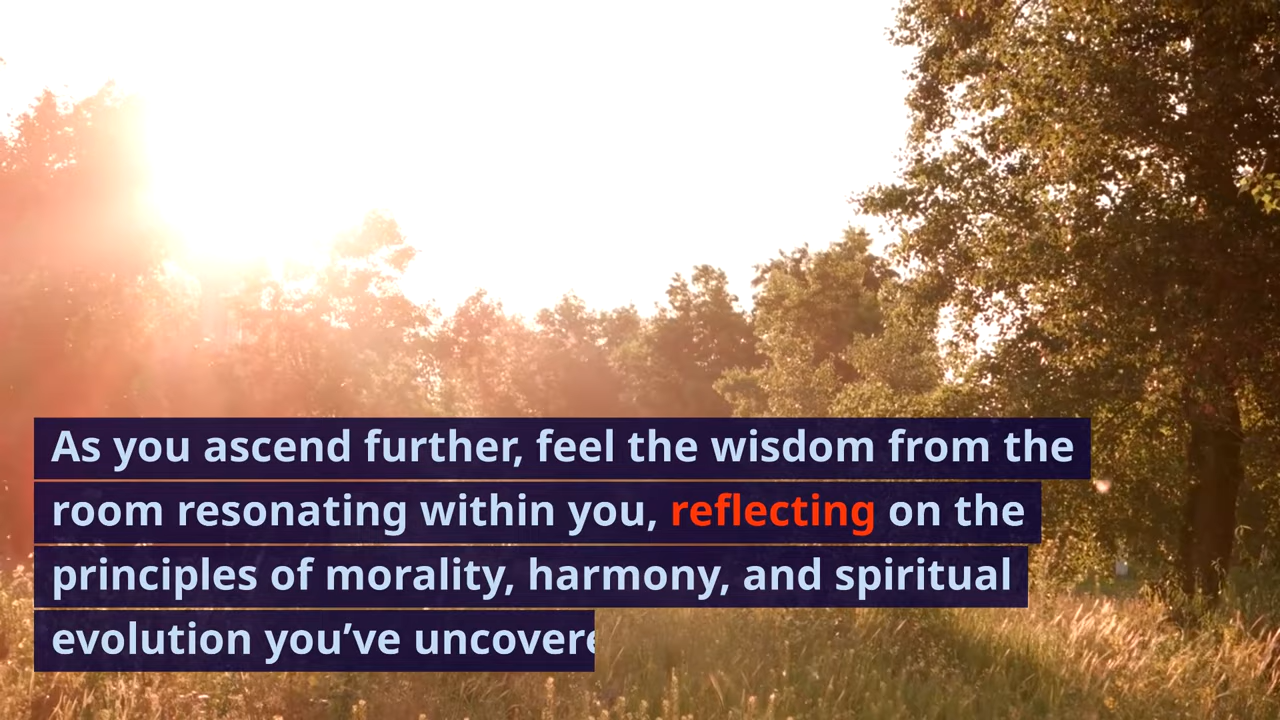 As you ascend further, feel the wisdom from the
room resonating within you, reflecting on the
principles of morality, harmony, and spiritual
evolution you’ve uncovere